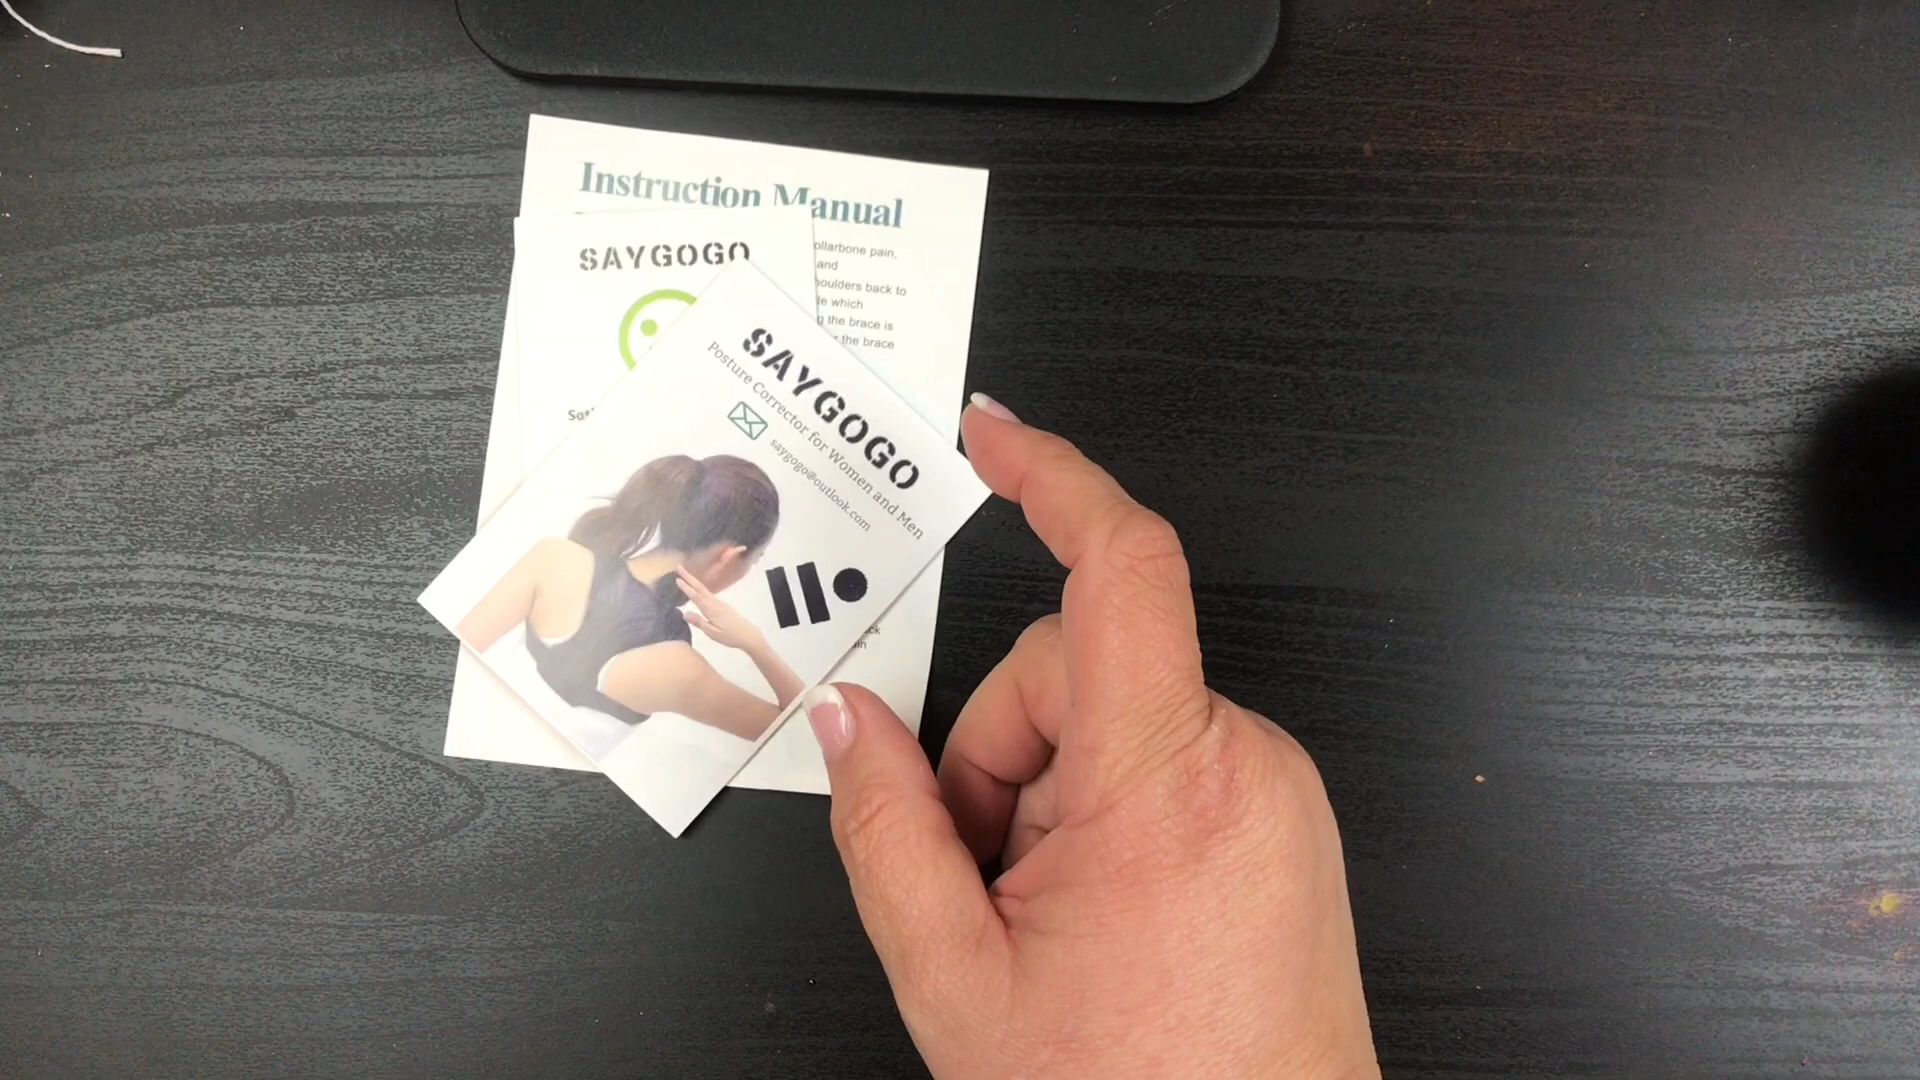 Instruction Manual
ollarbone pain,
and
houlders back to
le which
g the brace is
the brace
SAYGOGO
SAYGOGO
Posture Corrector for Women and Men
saygogo@outlook.com